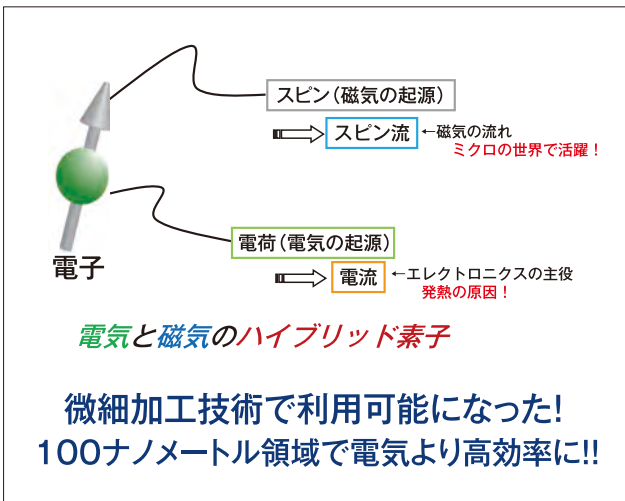 スピン（磁気の起源）
スピン流 ←磁気の流れ
ミクロの世界で活躍！
電荷（電気の起源）
電子
電流 ←エレクトロニクスの主役
発熱の原因！
電気と磁気のハイブリッド素子
微細加工技術で利用可能になった!
100ナノメートル領域で電気より高効率に!!